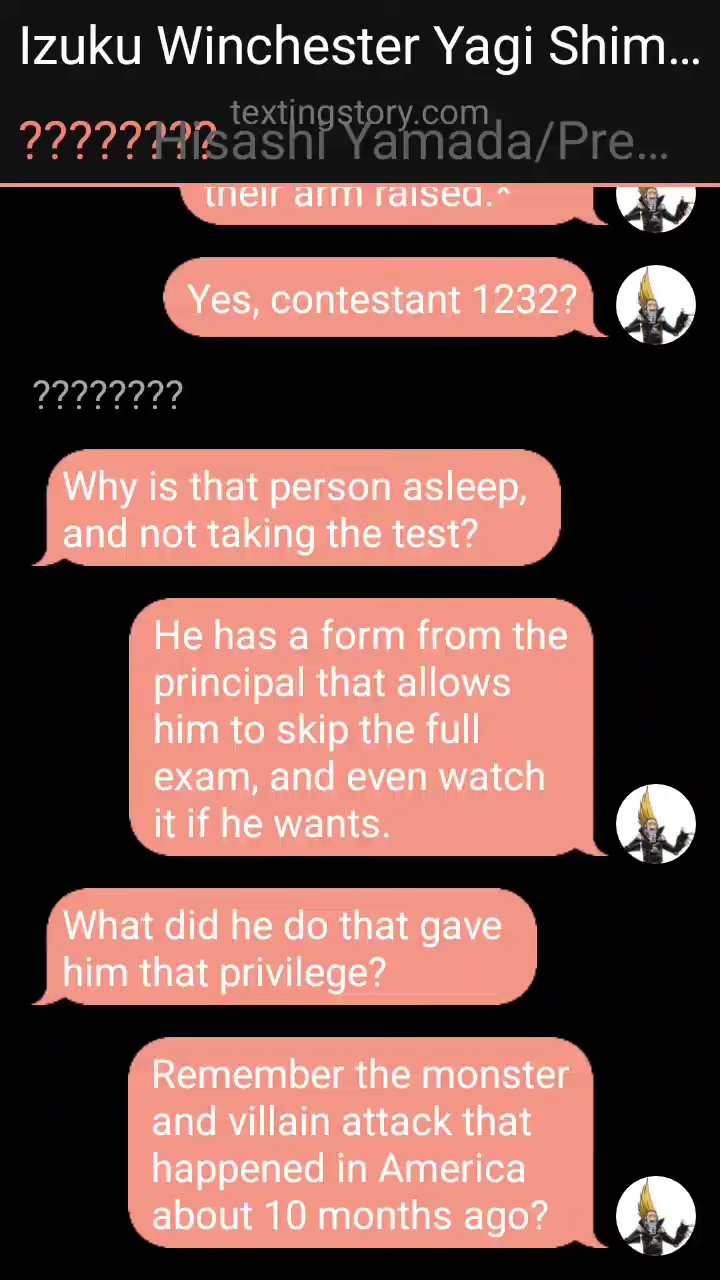 Izuku Winchester Yagi Shim...
textingstory.com
????????
Hisashi Yamada/Pre...
their arm raised.^
Yes, contestant 1232?
????????
Why is that person asleep,
and not taking the test?
He has a form from the
principal that allows
him to skip the full
exam, and even watch
it if he wants.
What did he do that gave
him that privilege?
Remember the monster
and villain attack that
happened in America
about 10 months ago?